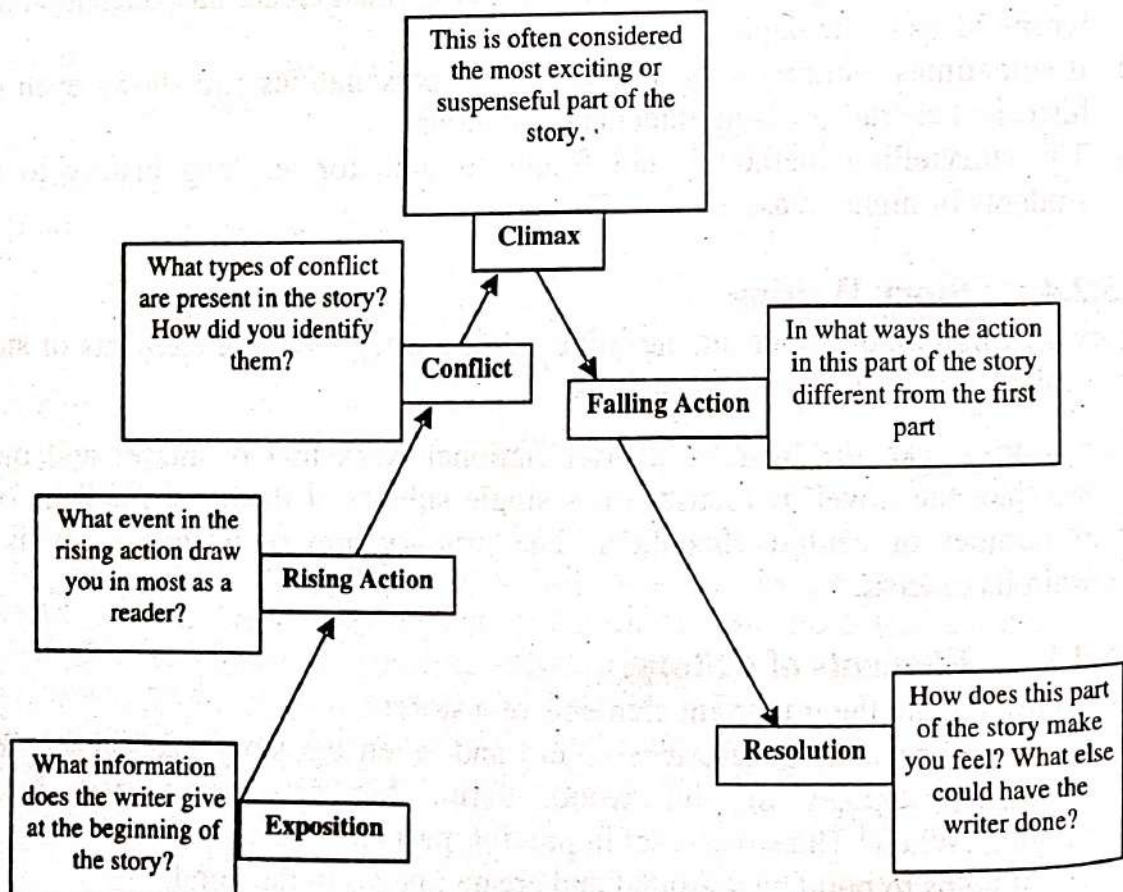 This is often considered
the most exciting or
suspenseful part of the
story.
Climax
What types of conflict
are present in the story?
How did you identify
them?
Conflict
In what ways the action
in this part of the story
different from the first
part
Falling Action
What event in the
rising action draw
you in most as a
reader?
Rising Action
How does this part
of the story make
you feel? What else
could have the
writer done?
Resolution
What information
does the writer give
at the beginning of
the story?
Exposition